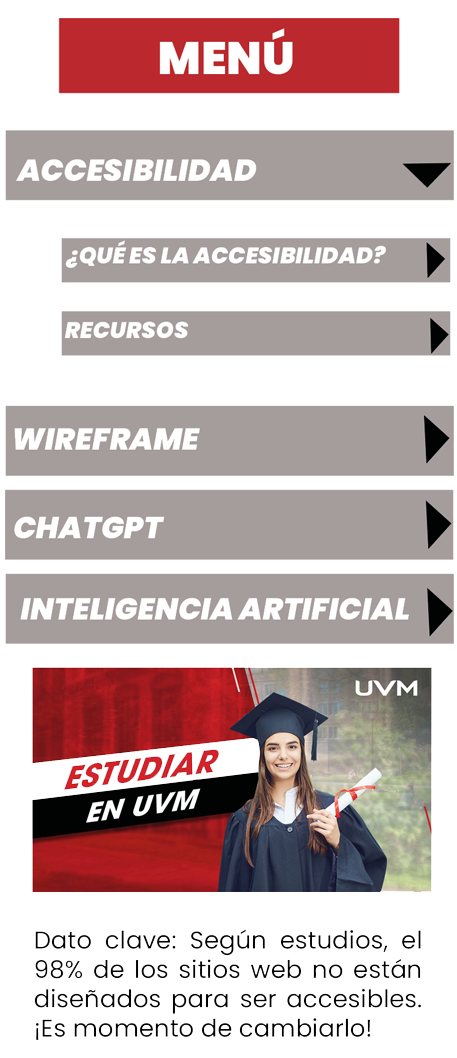 MENÚ
ACCESIBILIDAD
¿QUÉ ES LA ACCESIBILIDAD?
RECURSOS
WIREFRAME
CHATGPT
INTELIGENCIA ARTIFICIAL
UVM
ESTUDIAR
EN UVM
Dato clave: Según estudios, el
98% de los sitios web no están
diseñados para ser accesibles.
¡Es momento de cambiarlo!